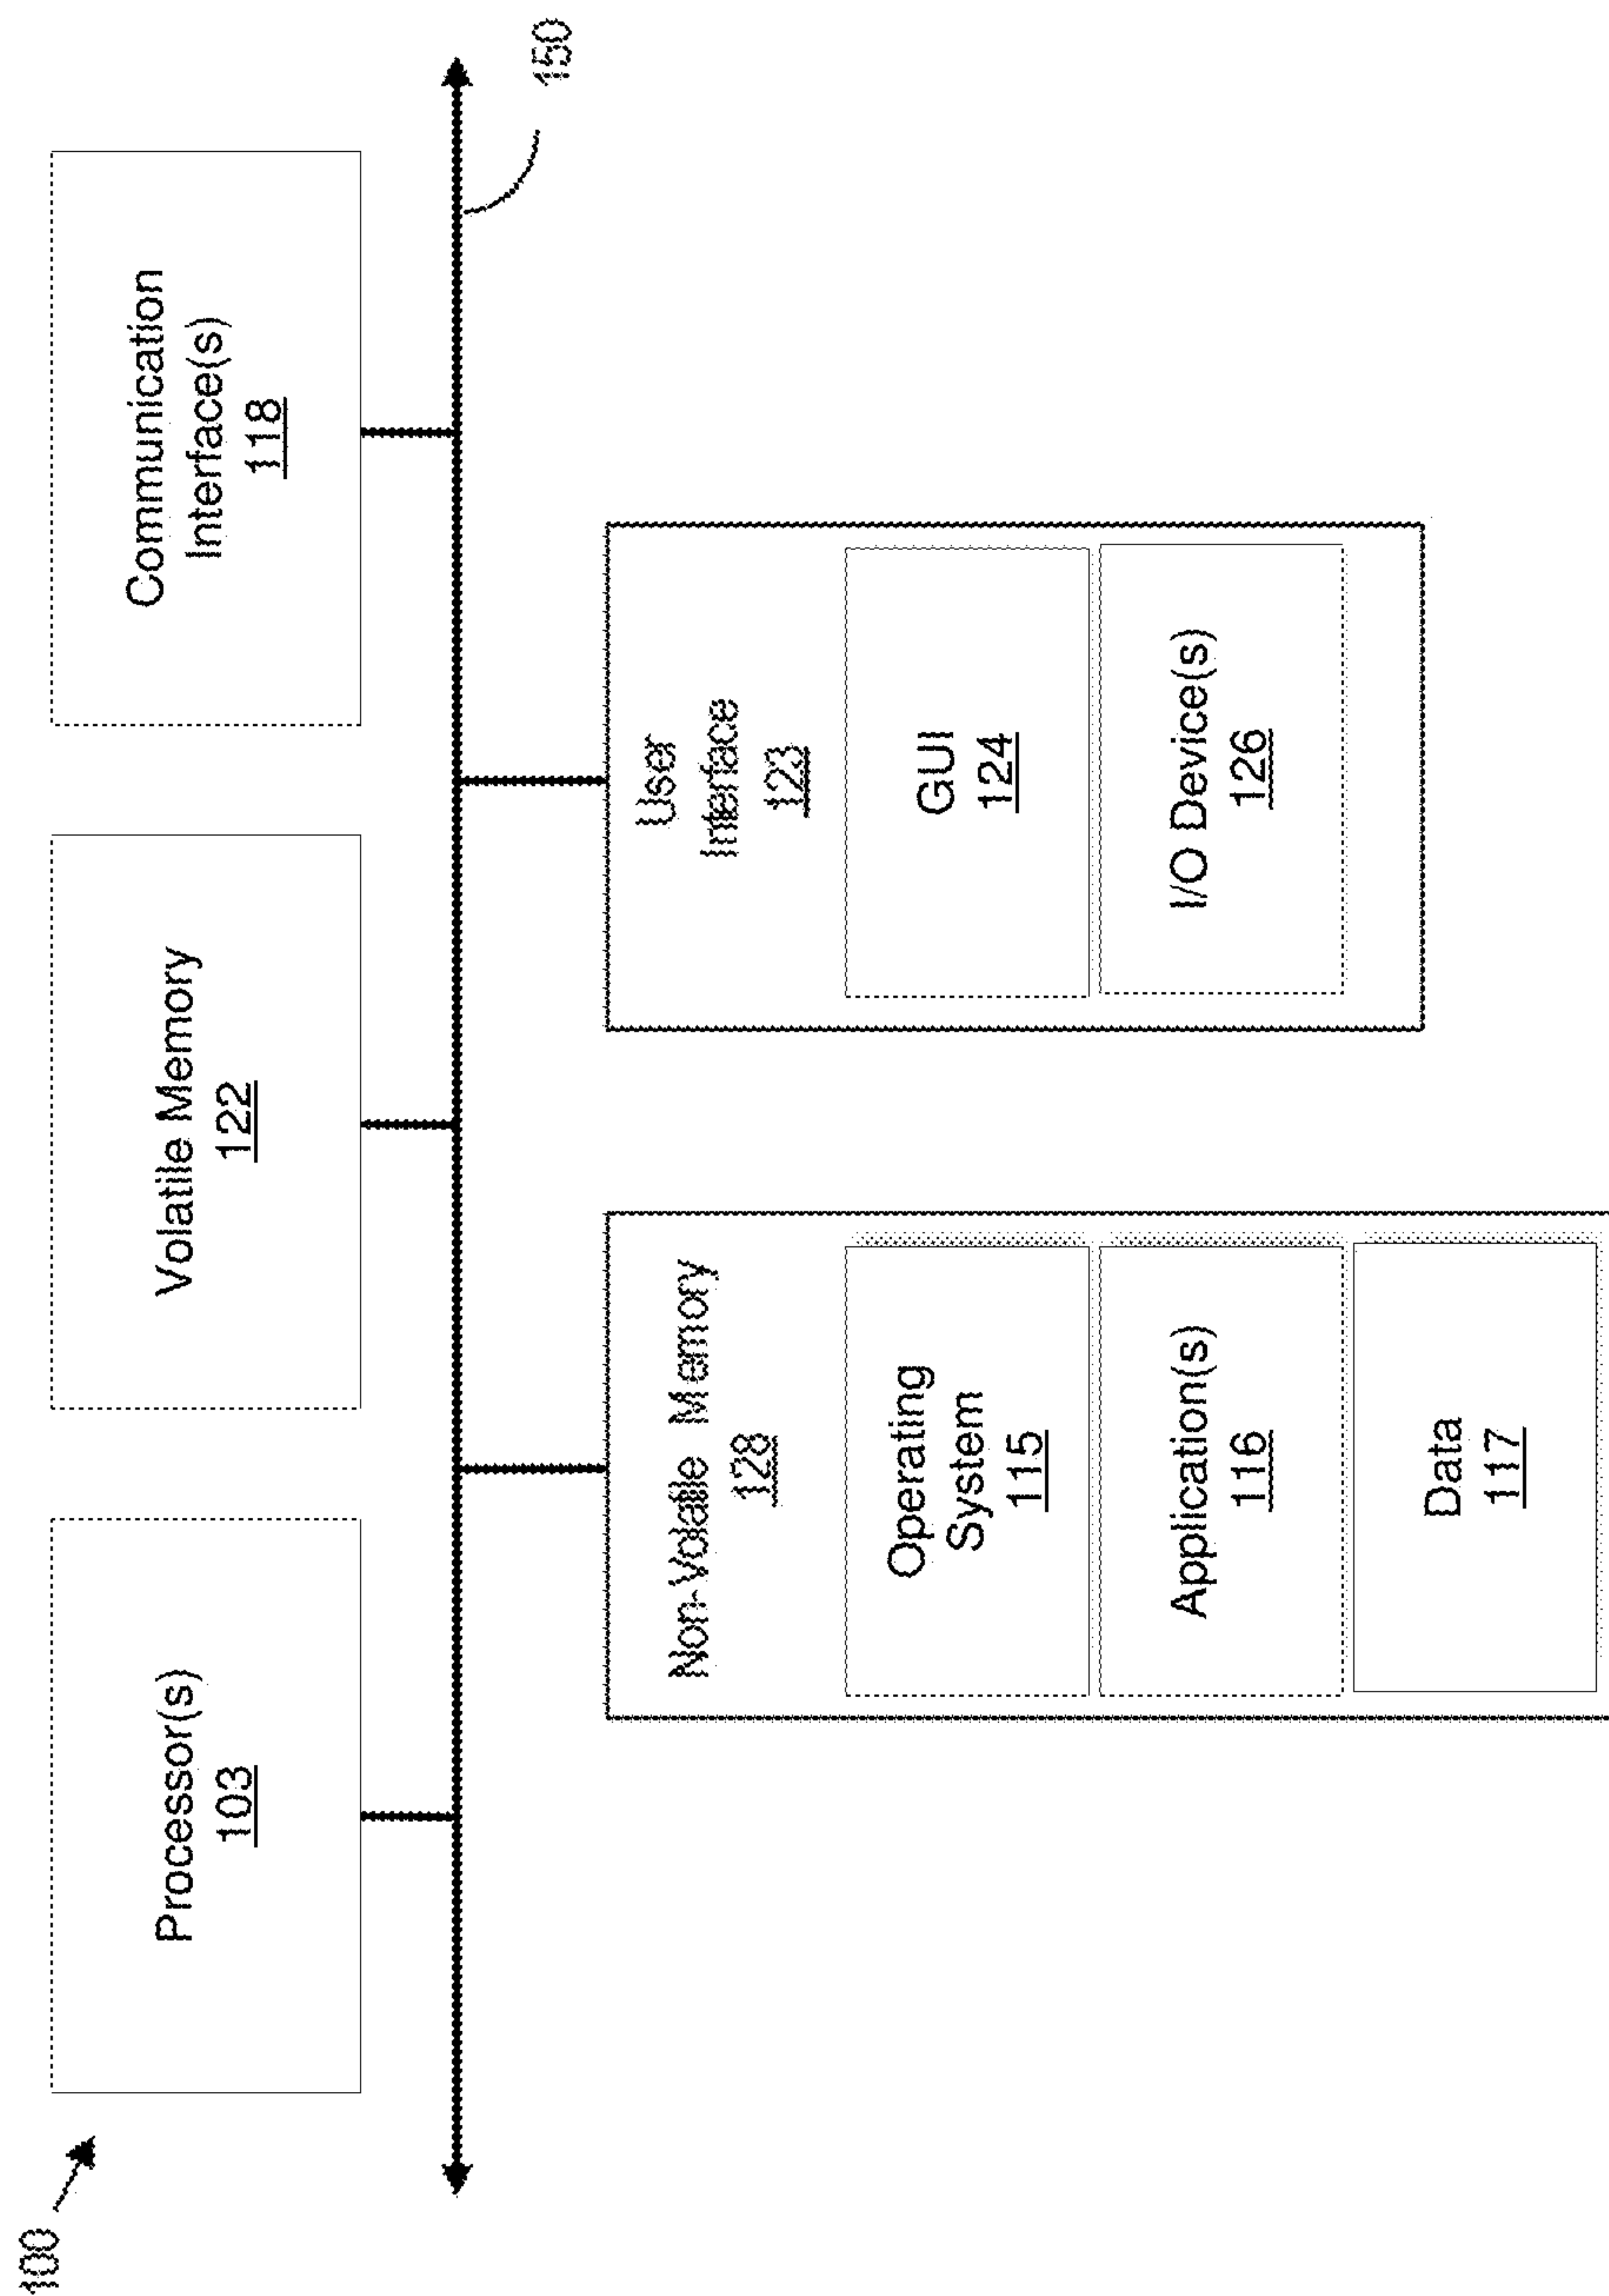 100
Processor(s)
103
Volatile Memory
122
Communication
Interface(s)
118
150
Non-Volatile Memory
128
Operating
System
115
Application(s)
116
Data
117
User
Interface
123
GUI
124
I/O Device(s)
126